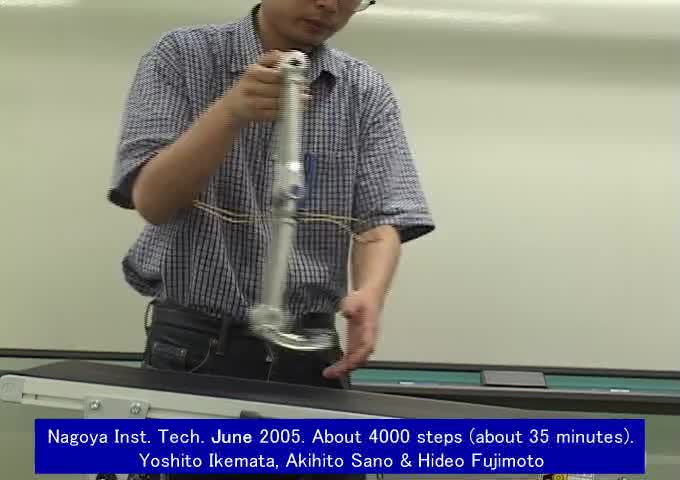 Nagoya Inst. Tech. June 2005. About 4000 steps (about 35 minutes).
Yoshito Ikemata, Akihito Sano & Hideo Fujimoto